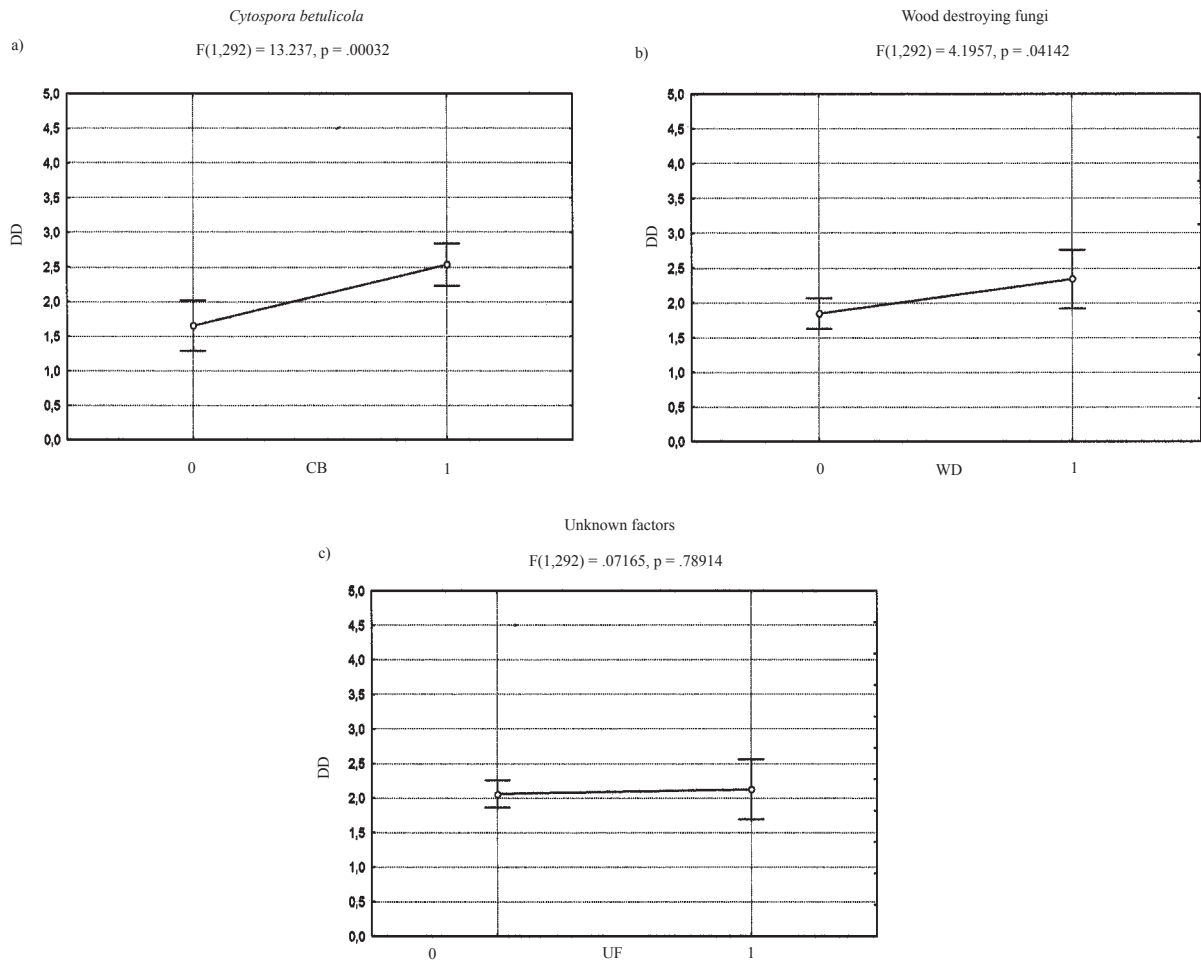 Cytospora betulicola
a)
F(1,292) = 13.237, p = .00032
5,0
4,5
4,0
3,5
3,0
2,5
2,0
1,5
1,0
0,5
0,0
DD
0 CB 1
Wood destroying fungi
b)
F(1,292) = 4.1957, p = .04142
5,0
4,5
4,0
3,5
3,0
2,5
2,0
1,5
1,0
0,5
0,0
DD
0 WD 1
Unknown factors
c)
F(1,292) = .07165, p = .78914
5,0
4,5
4,0
3,5
3,0
2,5
2,0
1,5
1,0
0,5
0,0
DD
0 UF 1